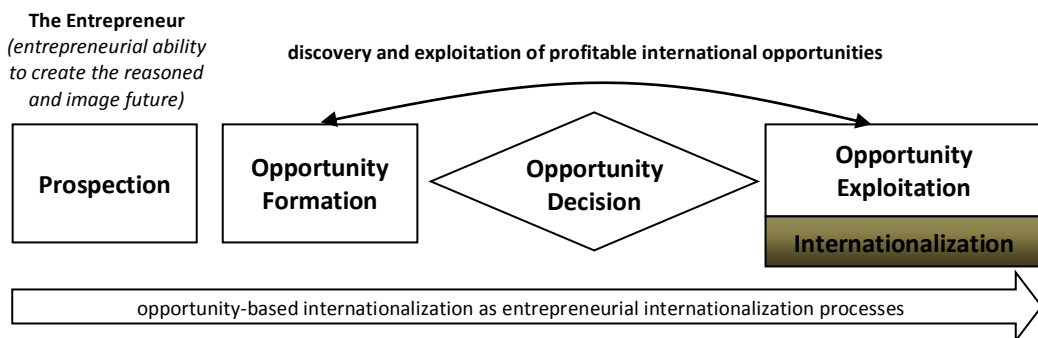 The Entrepreneur
(entrepreneurial ability
to create the reasoned
and image future)
discovery and exploitation of profitable international opportunities
Prospection
Opportunity
Formation
Opportunity
Decision
Opportunity
Exploitation
Internationalization
opportunity-based internationalization as entrepreneurial internationalization processes